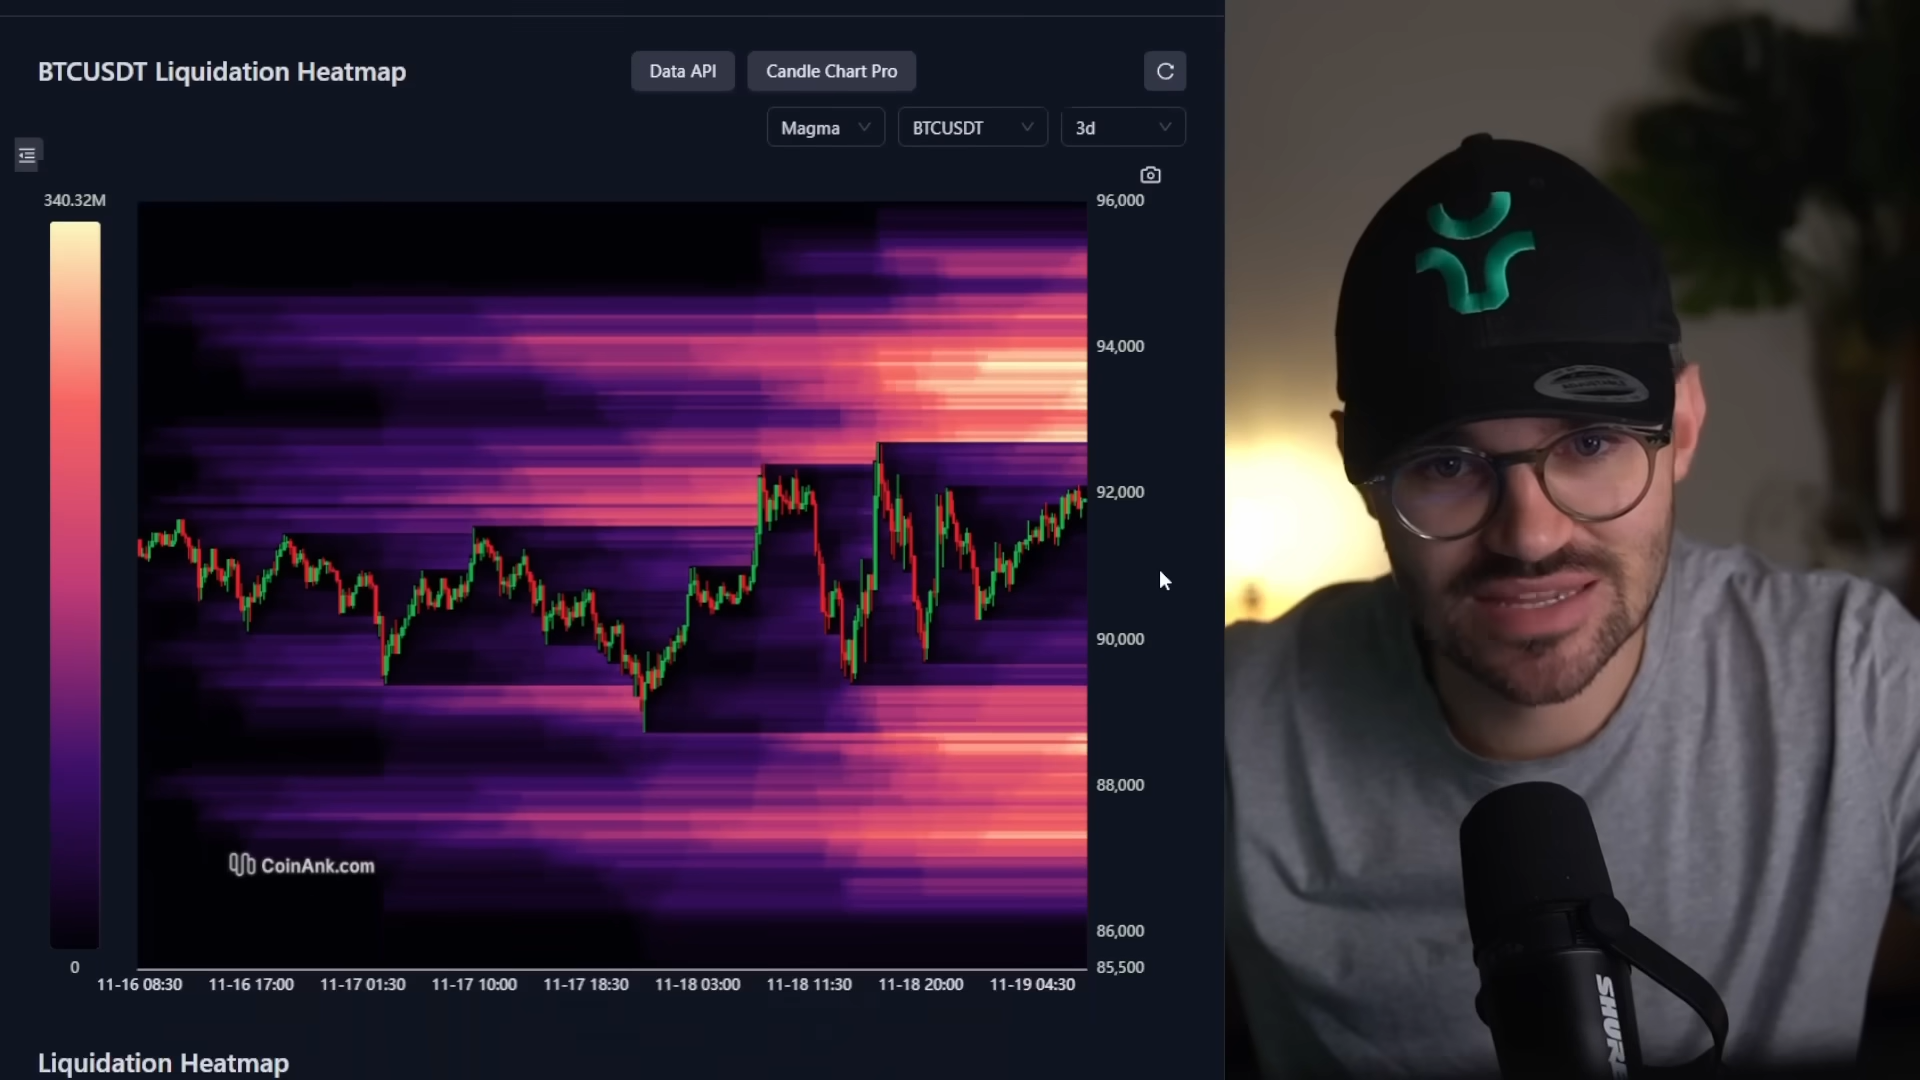 BTCUSDT Liquidation Heatmap
Data API
Candle Chart Pro
Magma
BTCUSDT
3d
340.32M
0
96,000
94,000
92,000
90,000
88,000
86,000
85,500
CoinAnk.com
11-16 08:30 11-16 17:00 11-17 01:30 11-17 10:00 11-17 18:30 11-18 03:00 11-18 11:30 11-18 20:00 11-19 04:30
Liquidation Heatmap
SHURE